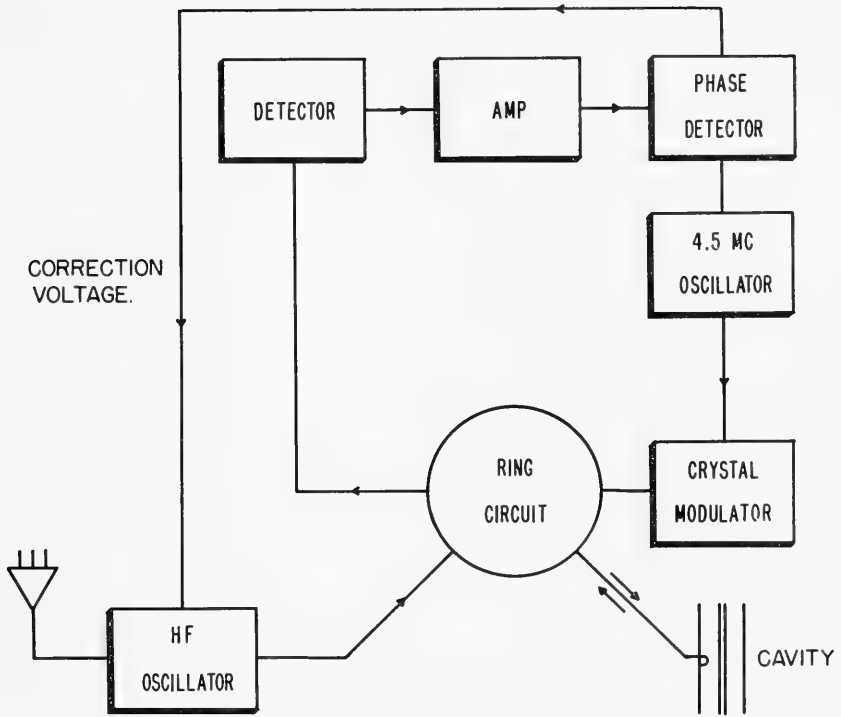 DETECTOR
AMP
PHASE
DETECTOR
4.5 MC
OSCILLATOR
CORRECTION
VOLTAGE.
RING
CIRCUIT
CRYSTAL
MODULATOR
HF
OSCILLATOR
CAVITY